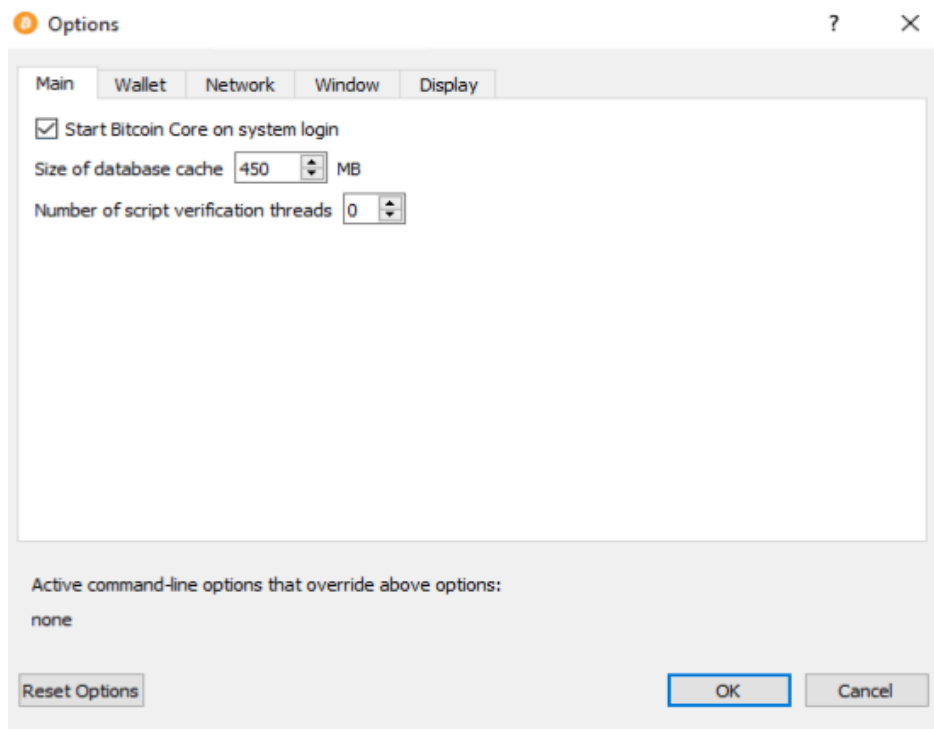 Options ?
Main Wallet Network Window Display
Start Bitcoin Core on system login
Size of database cache 450 MB
Number of script verification threads 0
Active command-line options that override above options:
none
Reset Options OK Cancel